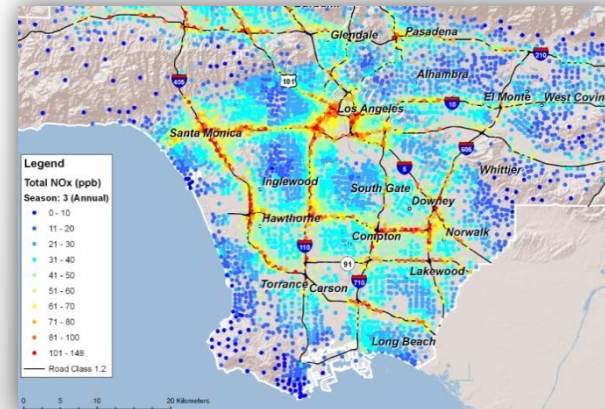 Glendale
Pasadena
210
405
101
Alhambra
Los Angeles
10
El Monte
West Covin
Santa Monica
605
Whittier
5
Inglewood
South Gate
Downey
Hawthorne
Compton
Norwalk
110
91
Lakewood
Torrance
Carson
710
Long Beach
Legend
Total NOx (ppb)
Season: 3 (Annual)
0 - 10
11 - 20
21 - 30
31 - 40
41 - 50
51 - 60
61 - 70
71 - 80
81 - 100
101 - 146
Road Class 1,2
0 5 10 20 Kilometers